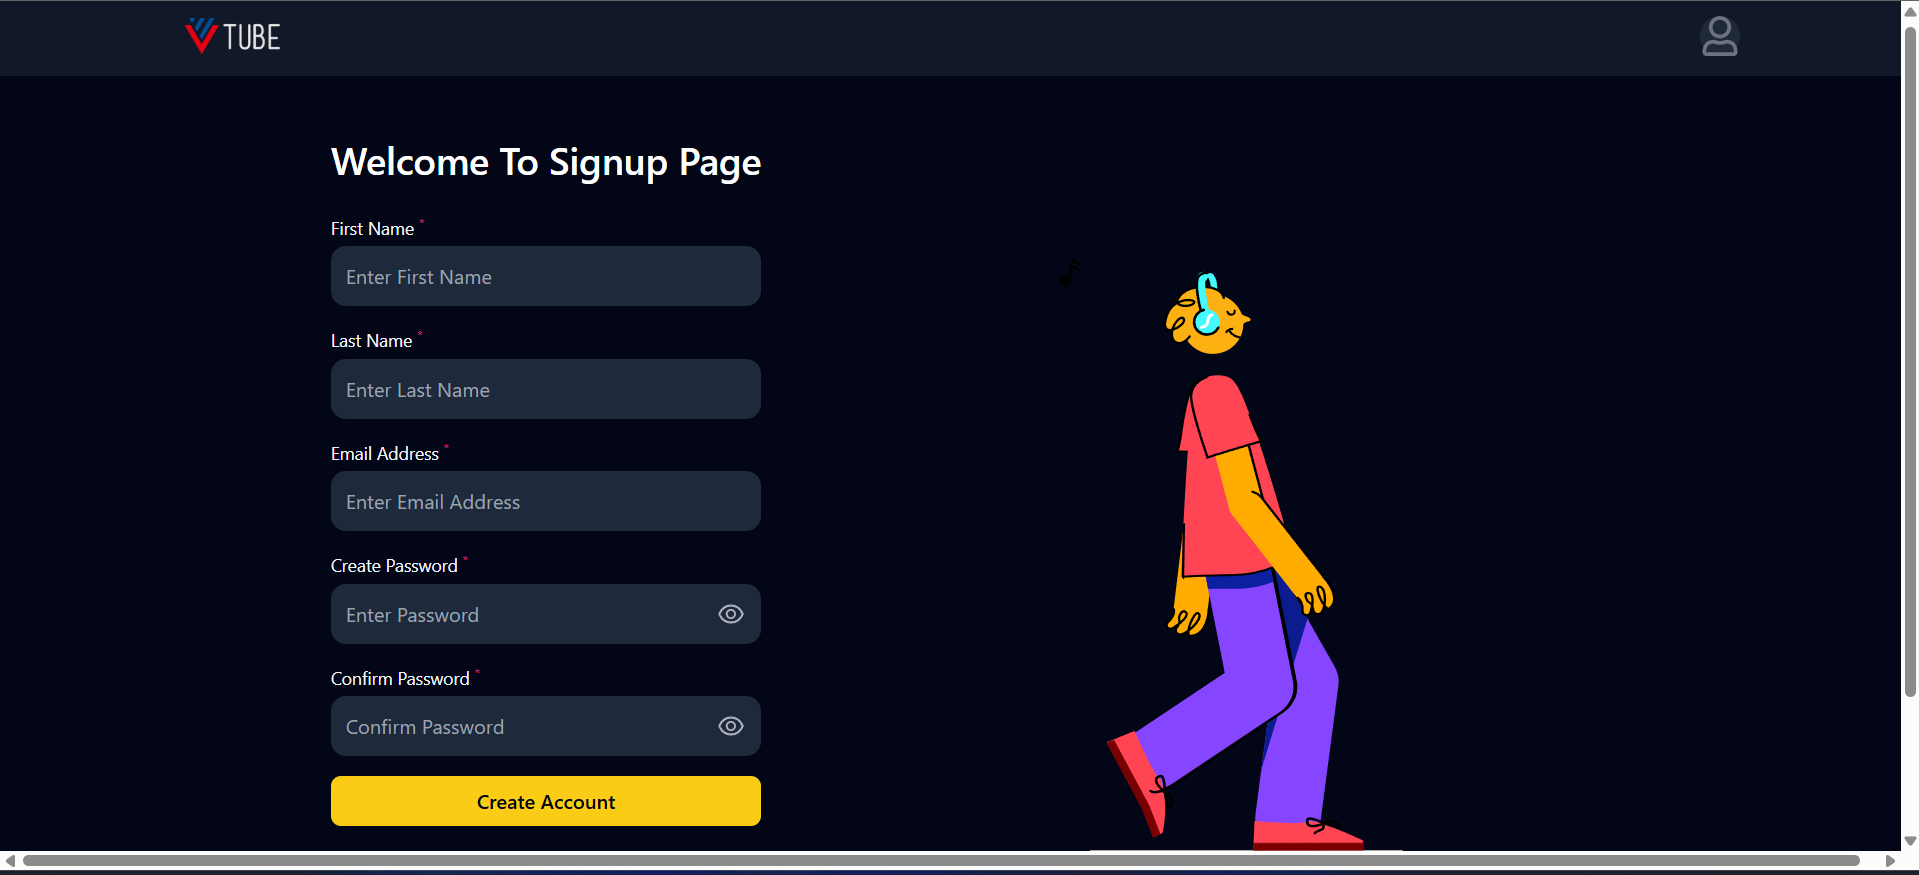 TUBE
Welcome To Signup Page
First Name *
Enter First Name
Last Name *
Enter Last Name
Email Address *
Enter Email Address
Create Password *
Enter Password
Confirm Password *
Confirm Password
Create Account